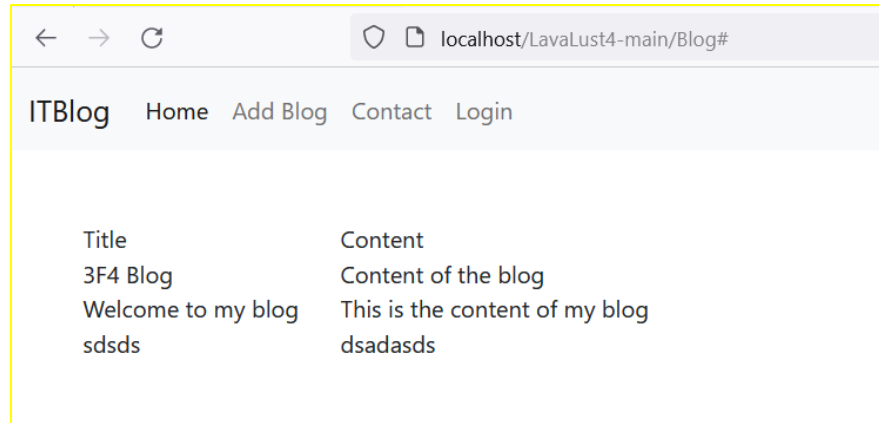 localhost/LavaLust4-main/Blog#
ITBlog Home Add Blog Contact Login
Title Content
3F4 Blog Content of the blog
Welcome to my blog This is the content of my blog
sdsds dsadasds